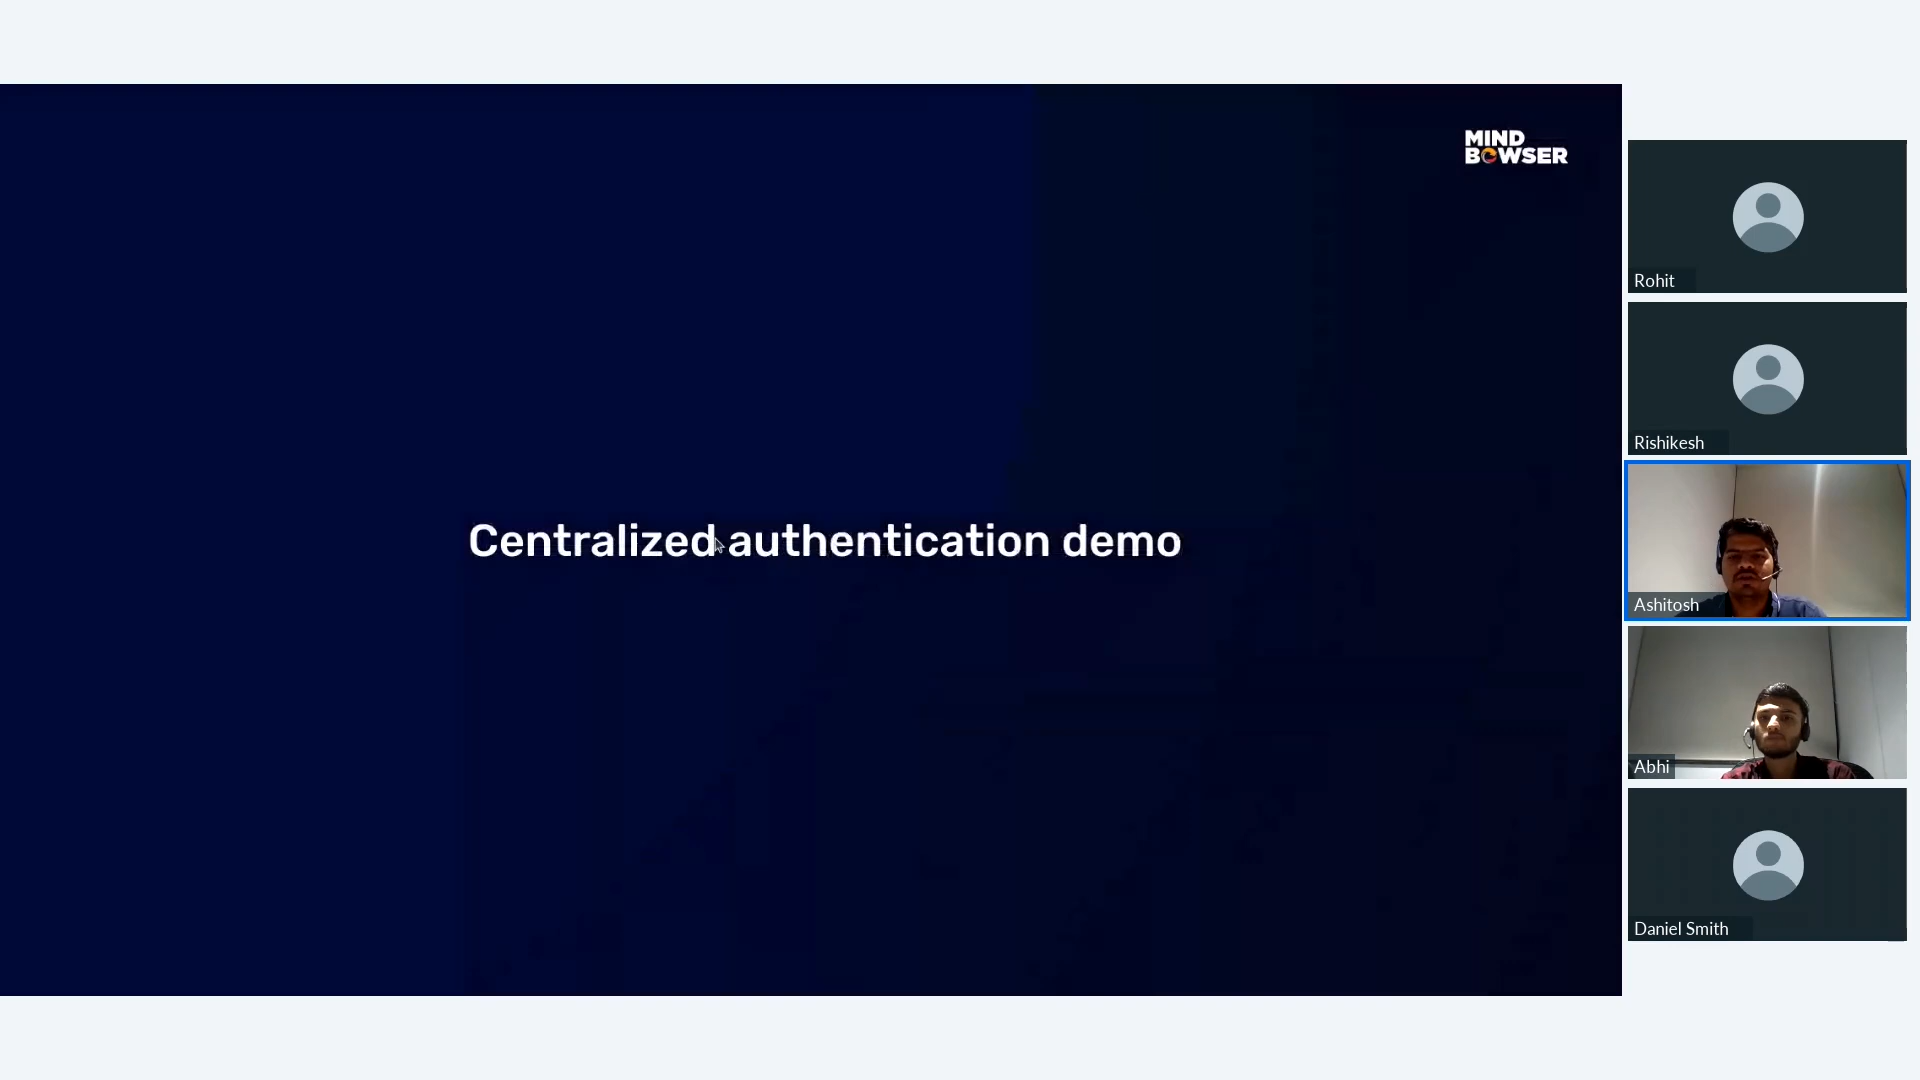 MIND
BOWSER
Centralized authentication demo
Rohit
Rishikesh
Ashitosh
Abhi
Daniel Smith